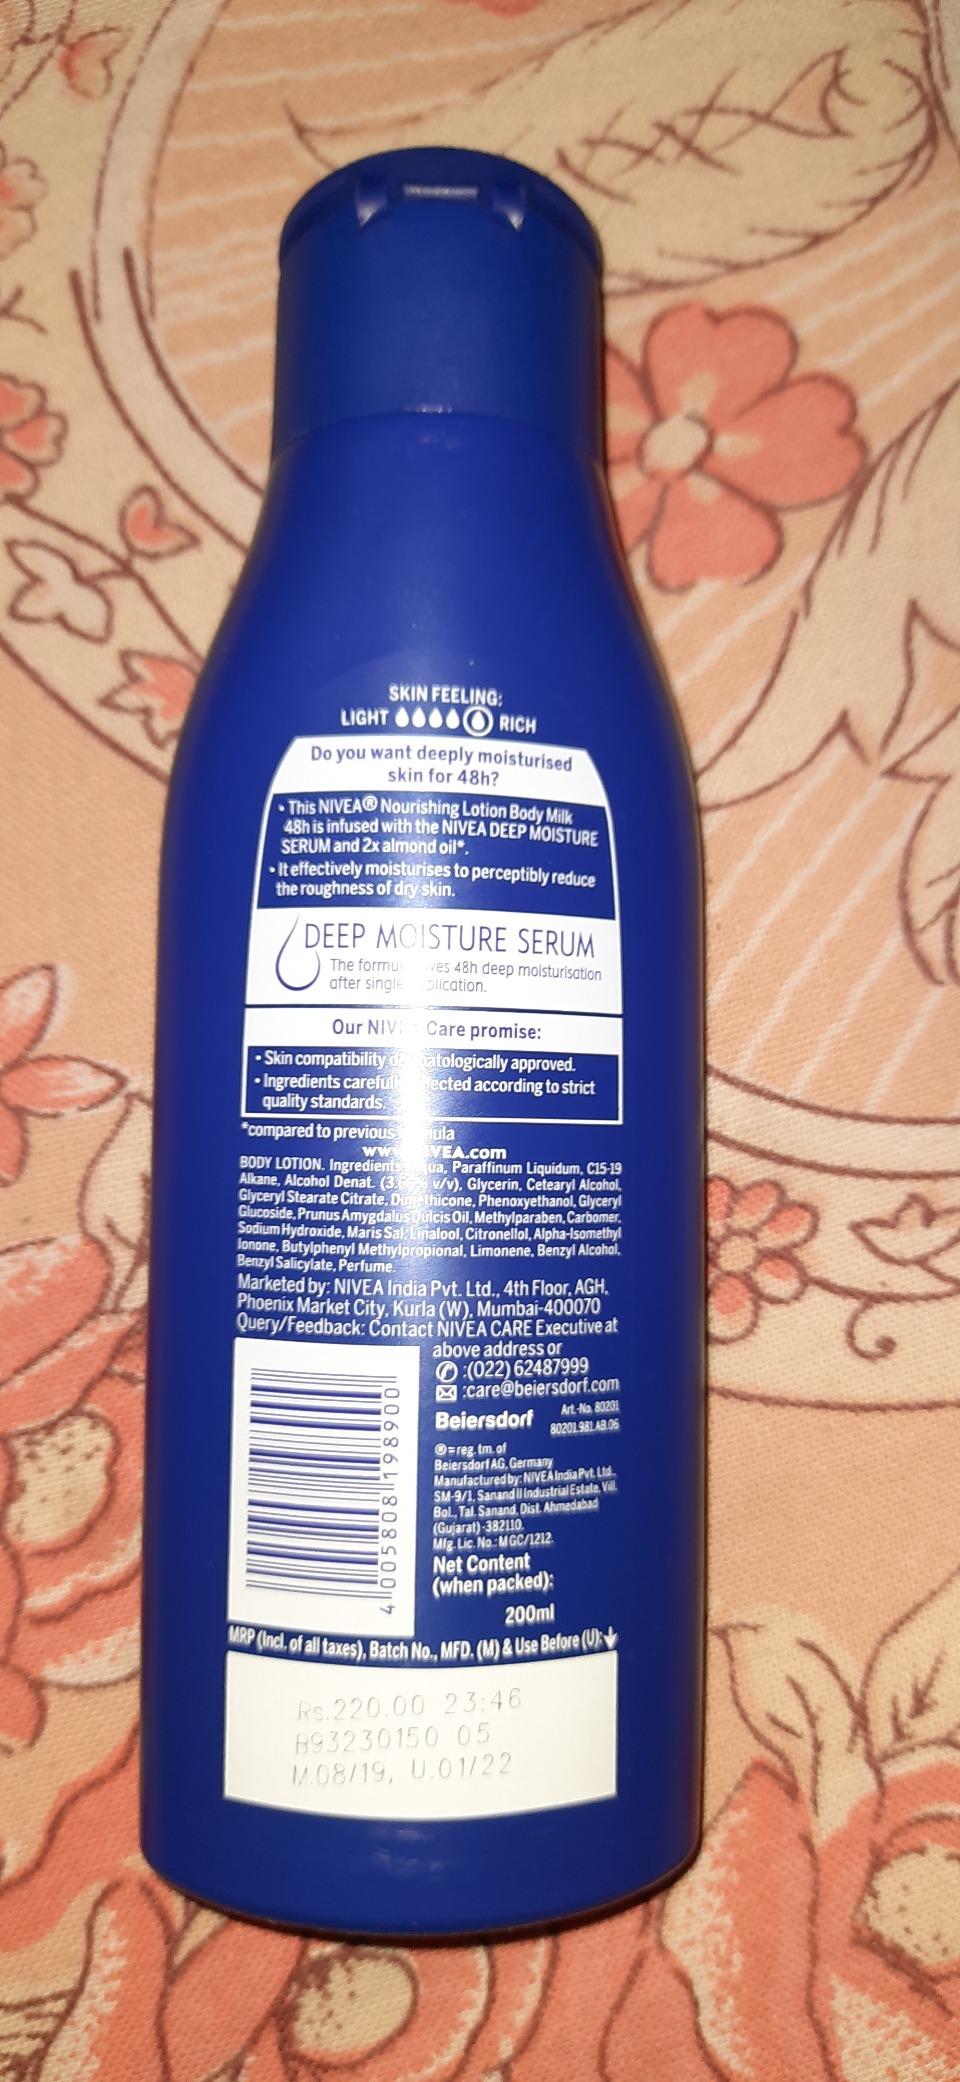 SKIN FEELING:
LIGHT RICH
Do you want deeply moisturised
skin for 48h?
• This NIVEA® Nourishing Lotion Body Milk
48h is infused with the NIVEA DEEP MOISTURE
SERUM and 2x almond oil*.
• It effectively moisturises to perceptibly reduce
the roughness of dry skin.
DEEP MOISTURE SERUM
The 48h deep moisturisation
after single
Our Care promise:
• Skin compatibility approved.
• Ingredients according to strict
quality standards.
*compared to previous
BODY LOTION. Ingredients Paraffinum Liquidum, C15-19
Alkane, Alcohol Denat. v/v), Glycerin, Cetearyl Alcohol,
Glyceryl Stearate Citrate, Dimethicone, Phenoxyethanol, Glyceryl
Glucoside, Prunus Amygdalus Dulcis Oil, Methylparaben, Carbomer,
Sodium Hydroxide, Maris Sal, Linalool, Citronellol, Alpha-Isomethyl
Ionone, Butylphenyl Methylpropional, Limonene, Benzyl Alcohol,
Benzyl Salicylate, Perfume.
Marketed by: NIVEA India Pvt. Ltd., 4th Floor, AGH,
Phoenix Market City, Kurla (W), Mumbai-400070
Query/Feedback: Contact NIVEA CARE Executive at
above address or
:(022) 62487999
:care@beiersdorf.com
Beiersdorf
Art.-No. 80201
80201.981.AB.06
®=reg. tm. of
Beiersdorf AG, Germany
Manufactured by: NIVEA India Pvt. Ltd.
SM-9/1, Sanand II Industrial Estate, Vill.
Bol., Tal. Sanand, Dist. Ahmedabad
(Gujarat) -382110.
Mfg. Lic. No.: MGC/1212.
Net Content
(when packed):
200ml
4 005808 198900
MRP (Incl. of all taxes), Batch No., MFD. (M) & Use Before (U):↓
Rs.220.00 23:46
B93230150 05
M.08/19, U.01/22